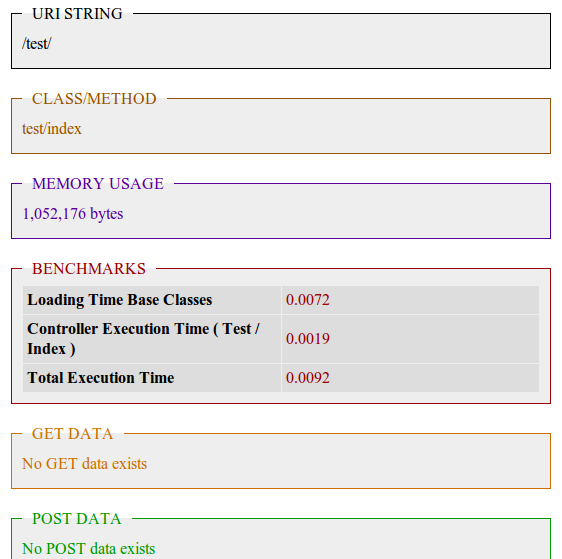 URI STRING
/test/
CLASS/METHOD
test/index
MEMORY USAGE
1,052,176 bytes
BENCHMARKS
Loading Time Base Classes 0.0072
Controller Execution Time ( Test /
Index ) 0.0019
Total Execution Time 0.0092
GET DATA
No GET data exists
POST DATA
No POST data exists